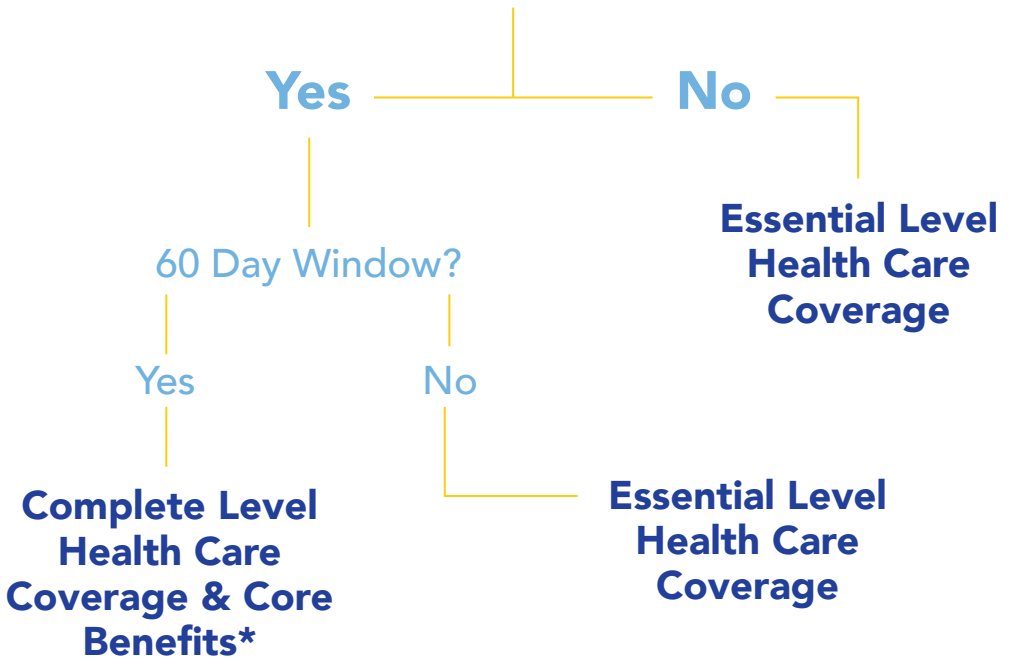 Yes
No
Essential Level
Health Care
Coverage
60 Day Window?
Yes
No
Complete Level
Health Care
Coverage & Core
Benefits*
Essential Level
Health Care
Coverage